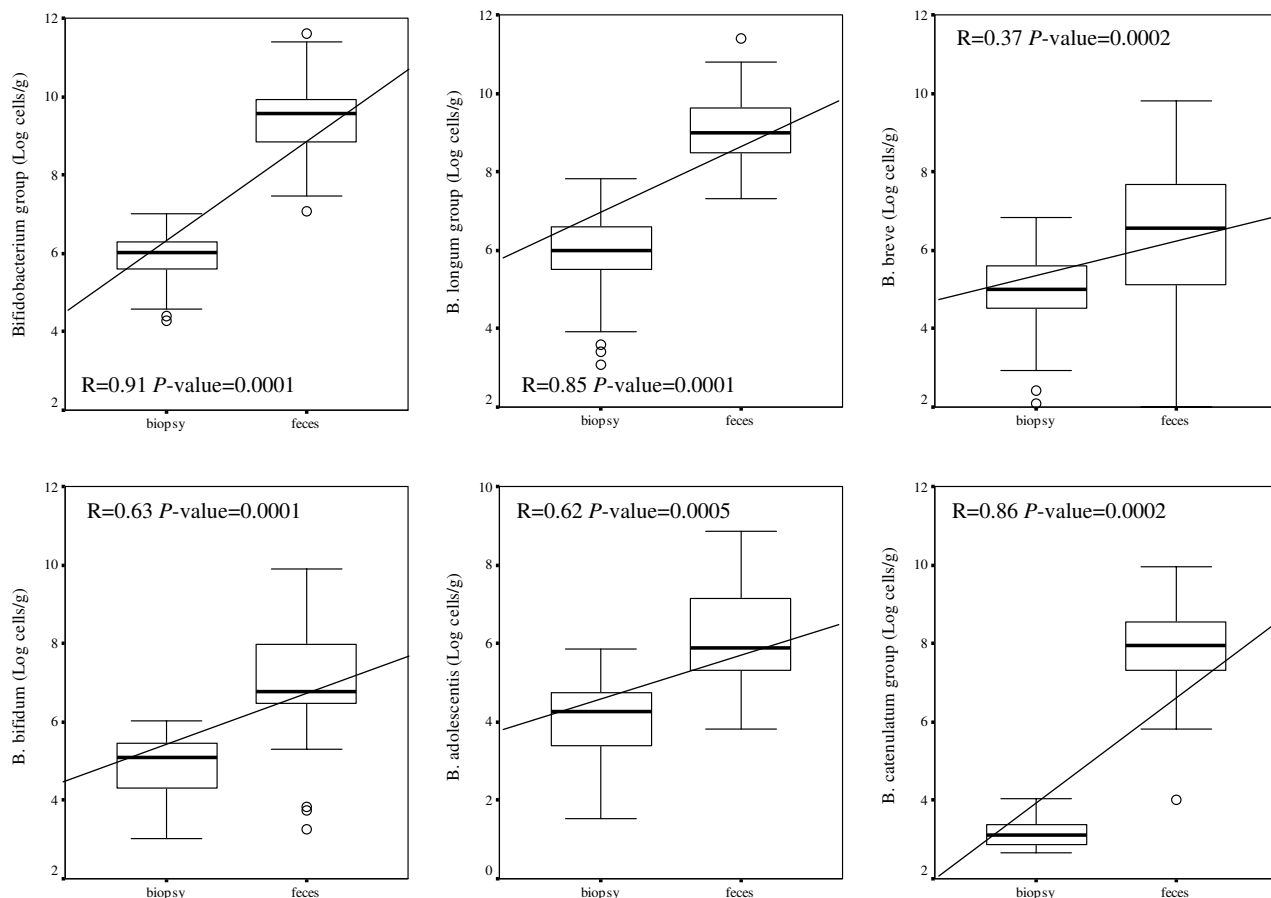 Bifidobacterium group (Log cells/g)
12
10
8
6
4
2
R=0.91 P-value=0.0001
biopsy
feces
B. longum group (Log cells/g)
12
10
8
6
4
2
R=0.85 P-value=0.0001
biopsy
feces
B. breve (Log cells/g)
12
10
8
6
4
2
R=0.37 P-value=0.0002
biopsy
feces
B. bifidum (Log cells/g)
12
10
8
6
4
2
R=0.63 P-value=0.0001
biopsy
feces
B. adolescentis (Log cells/g)
10
8
6
4
2
0
R=0.62 P-value=0.0005
biopsy
feces
B. catenulatum group (Log cells/g)
12
10
8
6
4
2
R=0.86 P-value=0.0002
biopsy
feces